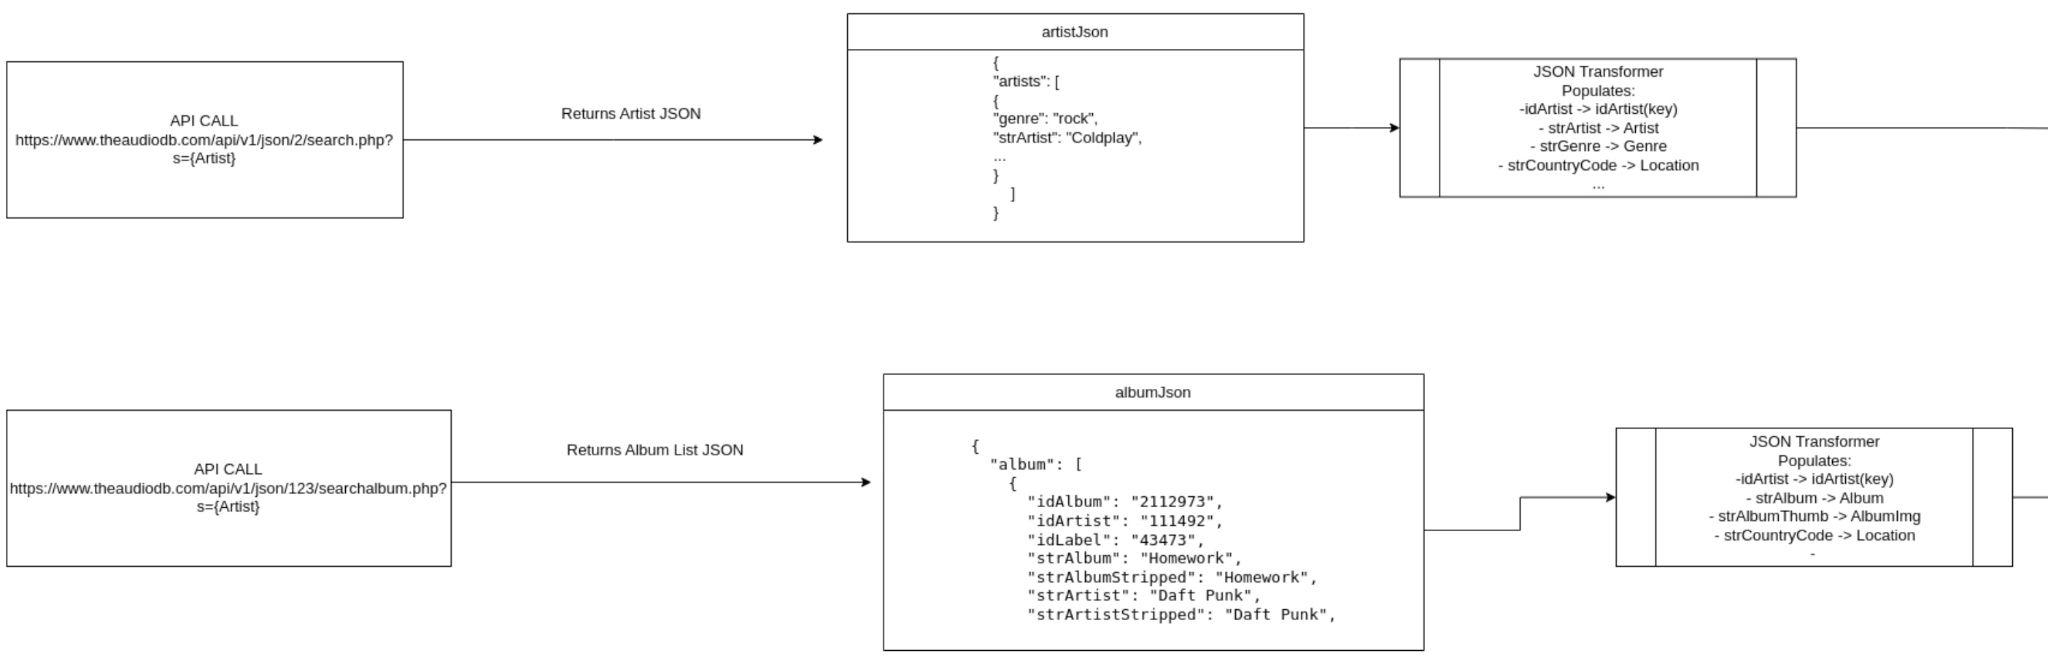 API CALL
https://www.theaudiodb.com/api/v1/json/2/search.php?
s={Artist}
Returns Artist JSON
artistJson
{
"artists": [
{
"genre": "rock",
"strArtist": "Coldplay",
...
}
]
}
JSON Transformer
Populates:
-idArtist -> idArtist(key)
- strArtist -> Artist
- strGenre -> Genre
- strCountryCode -> Location
...
API CALL
https://www.theaudiodb.com/api/v1/json/123/searchalbum.php?
s={Artist}
Returns Album List JSON
albumJson
{
"album": [
{
"idAlbum": "2112973",
"idArtist": "111492",
"idLabel": "43473",
"strAlbum": "Homework",
"strAlbumStripped": "Homework",
"strArtist": "Daft Punk",
"strArtistStripped": "Daft Punk",
JSON Transformer
Populates:
-idArtist -> idArtist(key)
- strAlbum -> Album
- strAlbumThumb -> AlbumImg
- strCountryCode -> Location
-